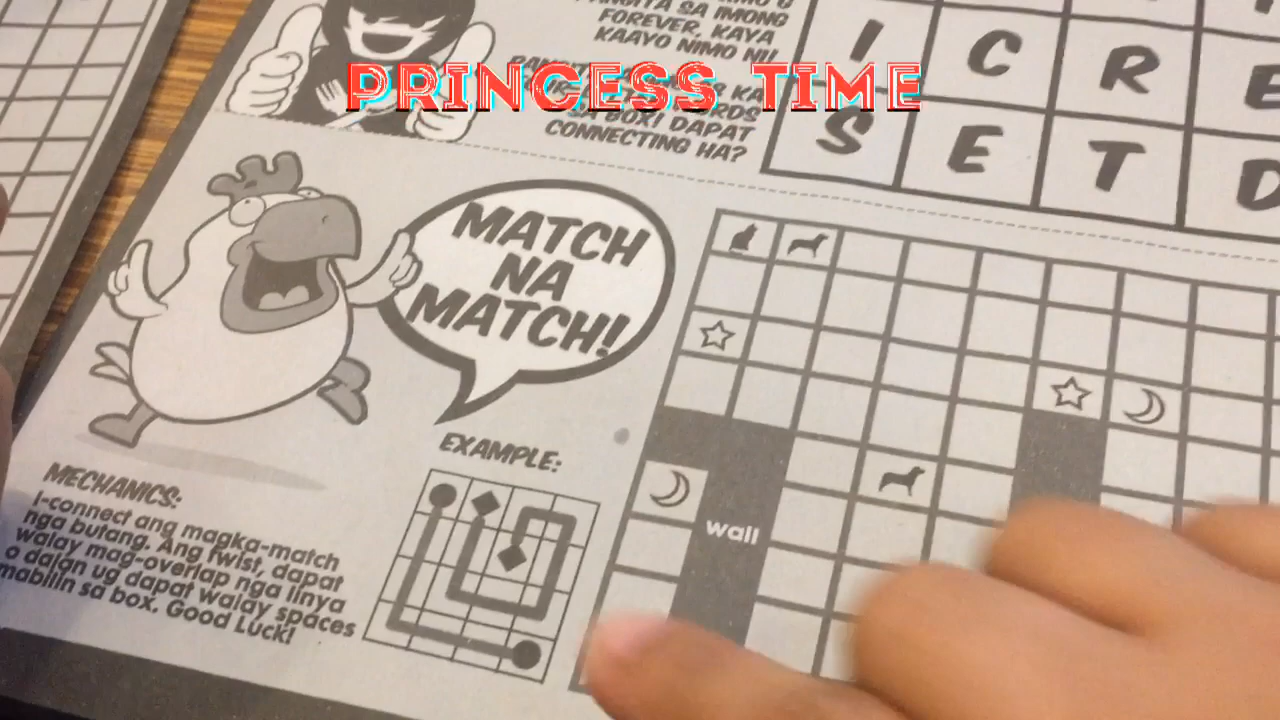 SA IMONG
FOREVER, KAYA
KAAYO NIMO NI!
PRINCESS TIME
SA BOX! DAPAT
CONNECTING HA?
I C R E
S E T D
MATCH
NA
MATCH!
EXAMPLE:
wall
MECHANICS:
I-connect ang magka-match
nga butang. Ang twist, dapat
walay mag-overlap nga linya
o dalan ug dapat walay spaces
mabilin sa box. Good Luck!